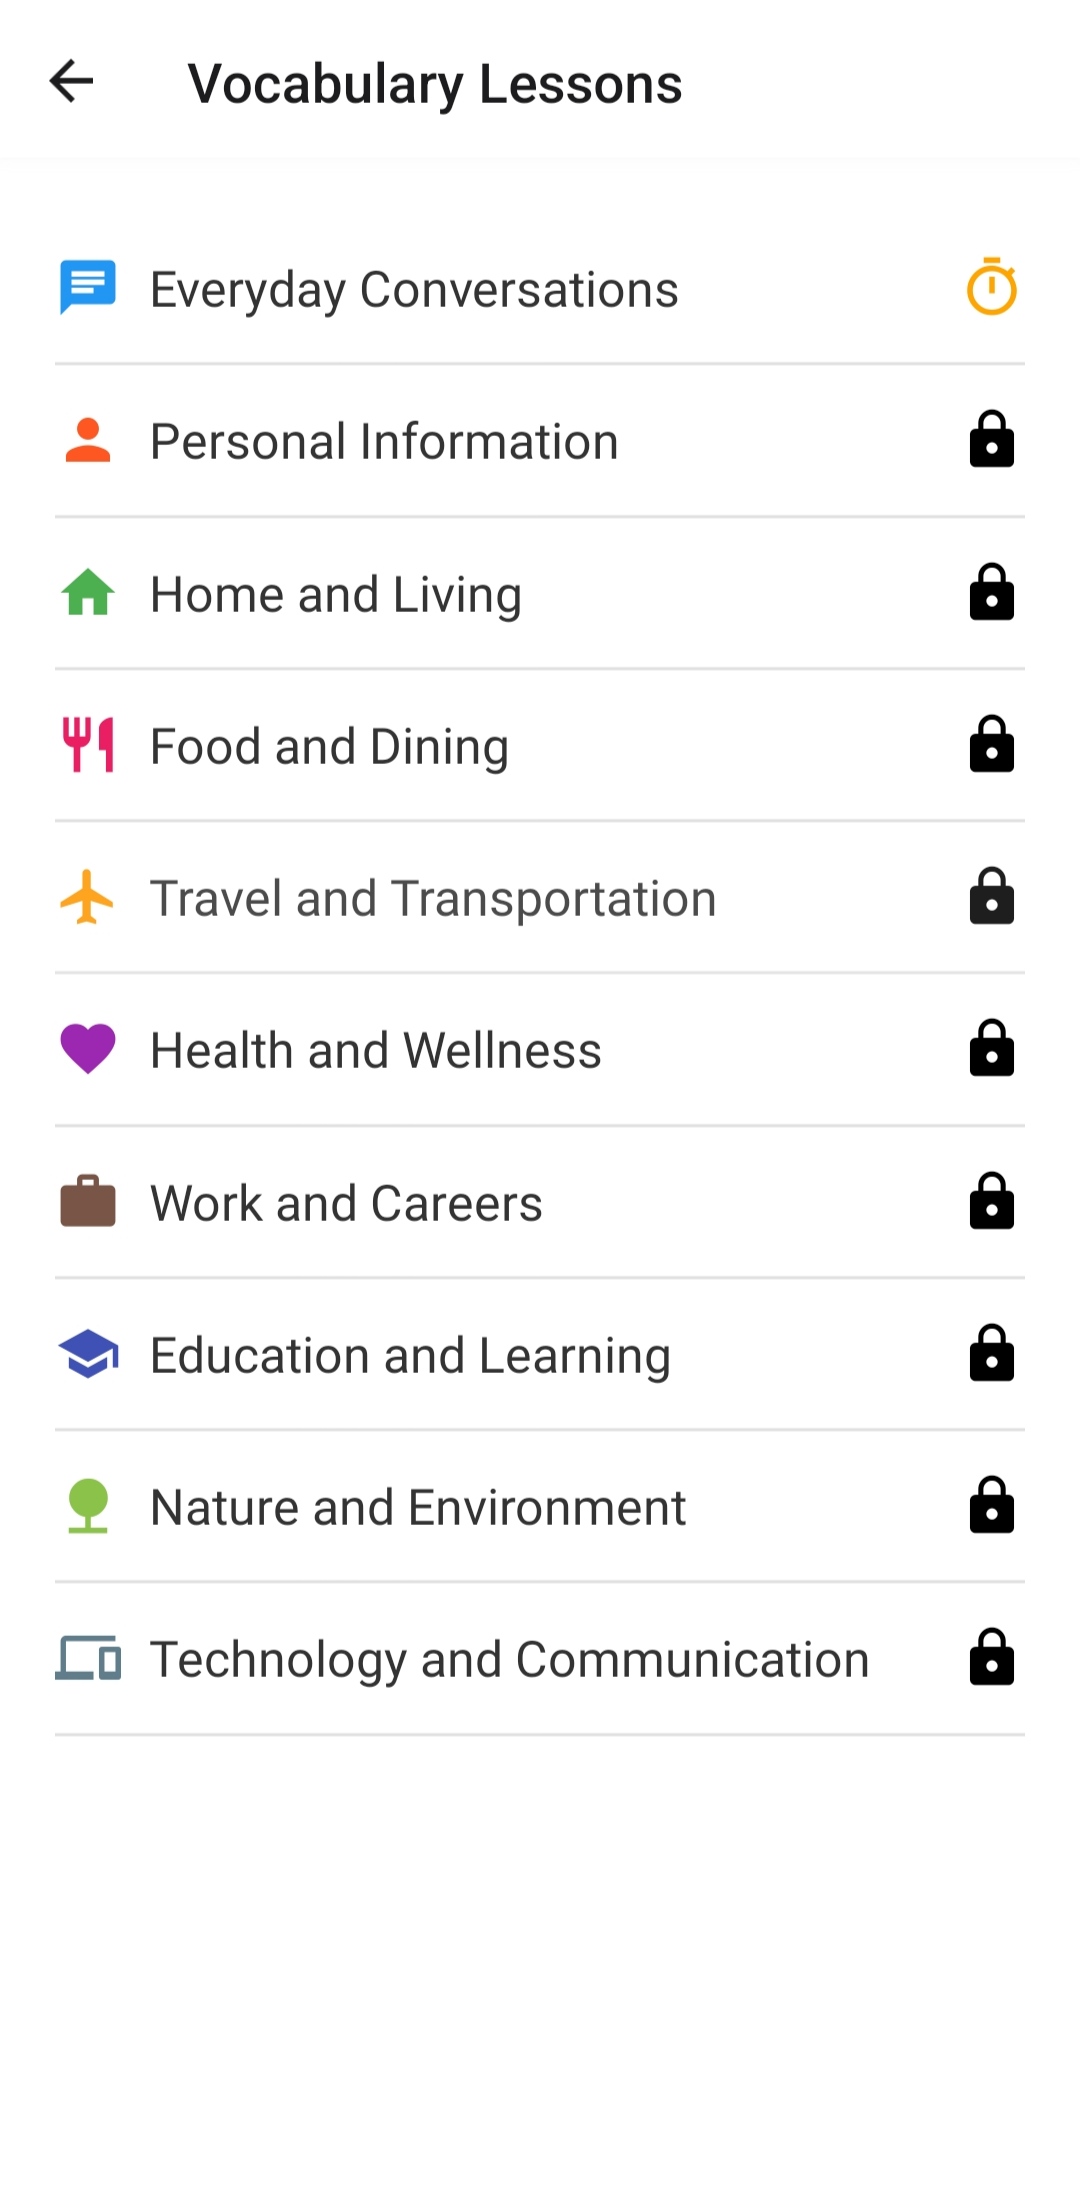 Vocabulary Lessons
Everyday Conversations
Personal Information
Home and Living
Food and Dining
Travel and Transportation
Health and Wellness
Work and Careers
Education and Learning
Nature and Environment
Technology and Communication